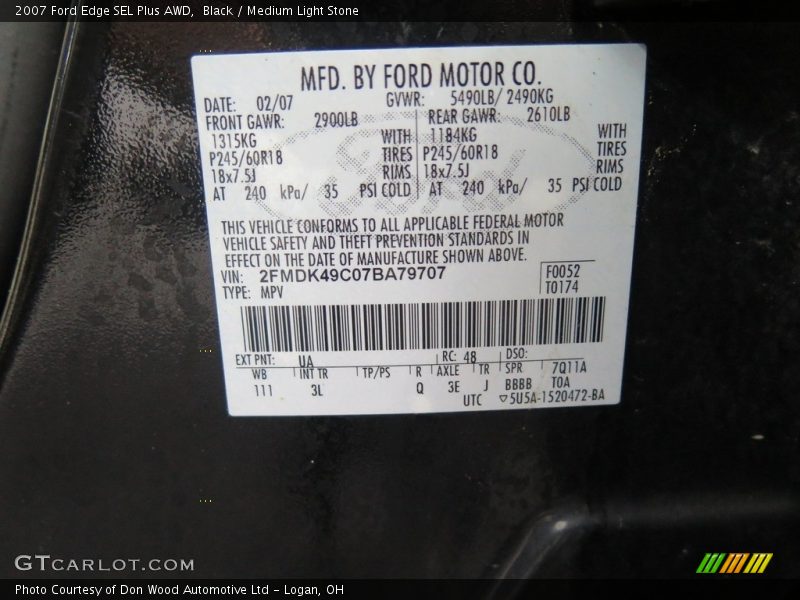 2007 Ford Edge SEL Plus AWD, Black / Medium Light Stone
MFD. BY FORD MOTOR CO.
DATE: 02/07 GVWR: 5490LB/ 2490KG
FRONT GAWR: 2900LB REAR GAWR: 2610LB
1315KG WITH 1184KG WITH
P245/60R18 TIRES P245/60R18 TIRES
18x7.5J RIMS 18x7.5J RIMS
AT 240 kPa/ 35 PSI COLD AT 240 kPa/ 35 PSI COLD
THIS VEHICLE CONFORMS TO ALL APPLICABLE FEDERAL MOTOR
VEHICLE SAFETY AND THEFT PREVENTION STANDARDS IN
EFFECT ON THE DATE OF MANUFACTURE SHOWN ABOVE.
VIN: 2FMDK49C07BA79707 F0052
TYPE: MPV T0174
EXT PNT: UA RC: 48 DSO:
WB INT TR TP/PS R AXLE TR SPR 7Q11A
111 3L Q 3E J BBBB T0A
UTC ▽5U5A-1520472-BA
GTCARLOT.COM
Photo Courtesy of Don Wood Automotive Ltd - Logan, OH